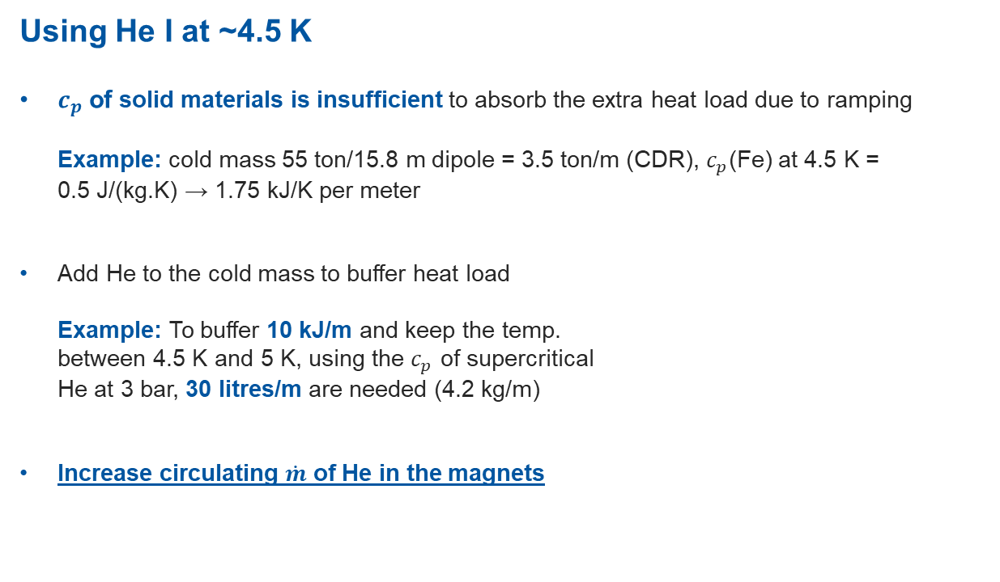 Using He I at ~4.5 K
• cₚ of solid materials is insufficient to absorb the extra heat load due to ramping
Example: cold mass 55 ton/15.8 m dipole = 3.5 ton/m (CDR), cₚ(Fe) at 4.5 K =
0.5 J/(kg.K) → 1.75 kJ/K per meter
• Add He to the cold mass to buffer heat load
Example: To buffer 10 kJ/m and keep the temp.
between 4.5 K and 5 K, using the cₚ of supercritical
He at 3 bar, 30 litres/m are needed (4.2 kg/m)
• Increase circulating ṁ of He in the magnets